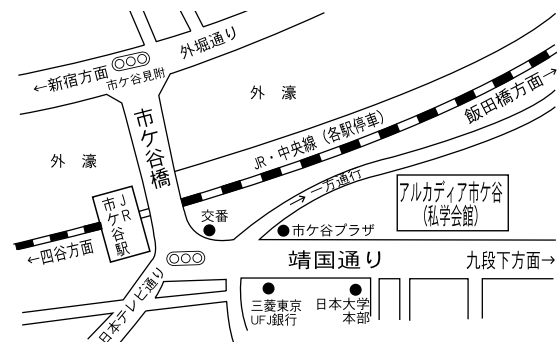 外堀通り
←新宿方面
市ケ谷見附
外　濠
飯田橋方面→
市ケ谷橋
JR・中央線（各駅停車）
外　濠
→ 一方通行
アルカディア市ケ谷
（私学会館）
JR
市ケ谷駅
交番
市ケ谷プラザ
←四谷方面
靖国通り
九段下方面→
日本テレビ通り
三菱東京
UFJ銀行
日本大学
本部